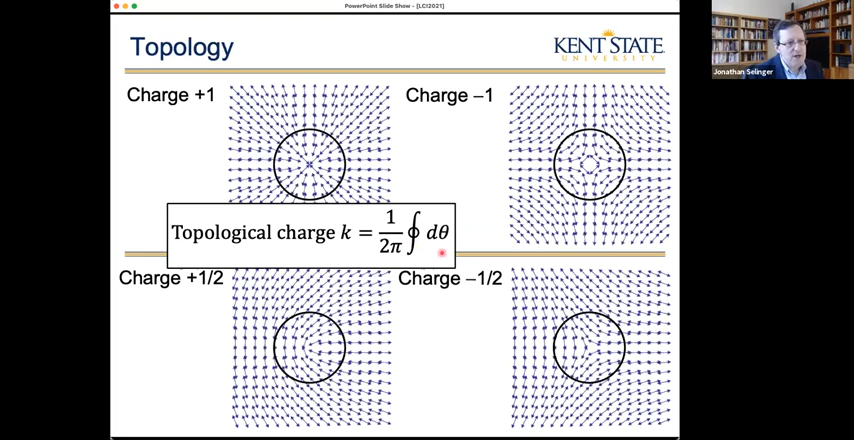 PowerPoint Slide Show - [LCI2021]
Topology
KENT STATE
UNIVERSITY
Jonathan Selinger
Charge +1
Charge –1
Topological charge k = 1/2π ∮ dθ
Charge +1/2
Charge –1/2